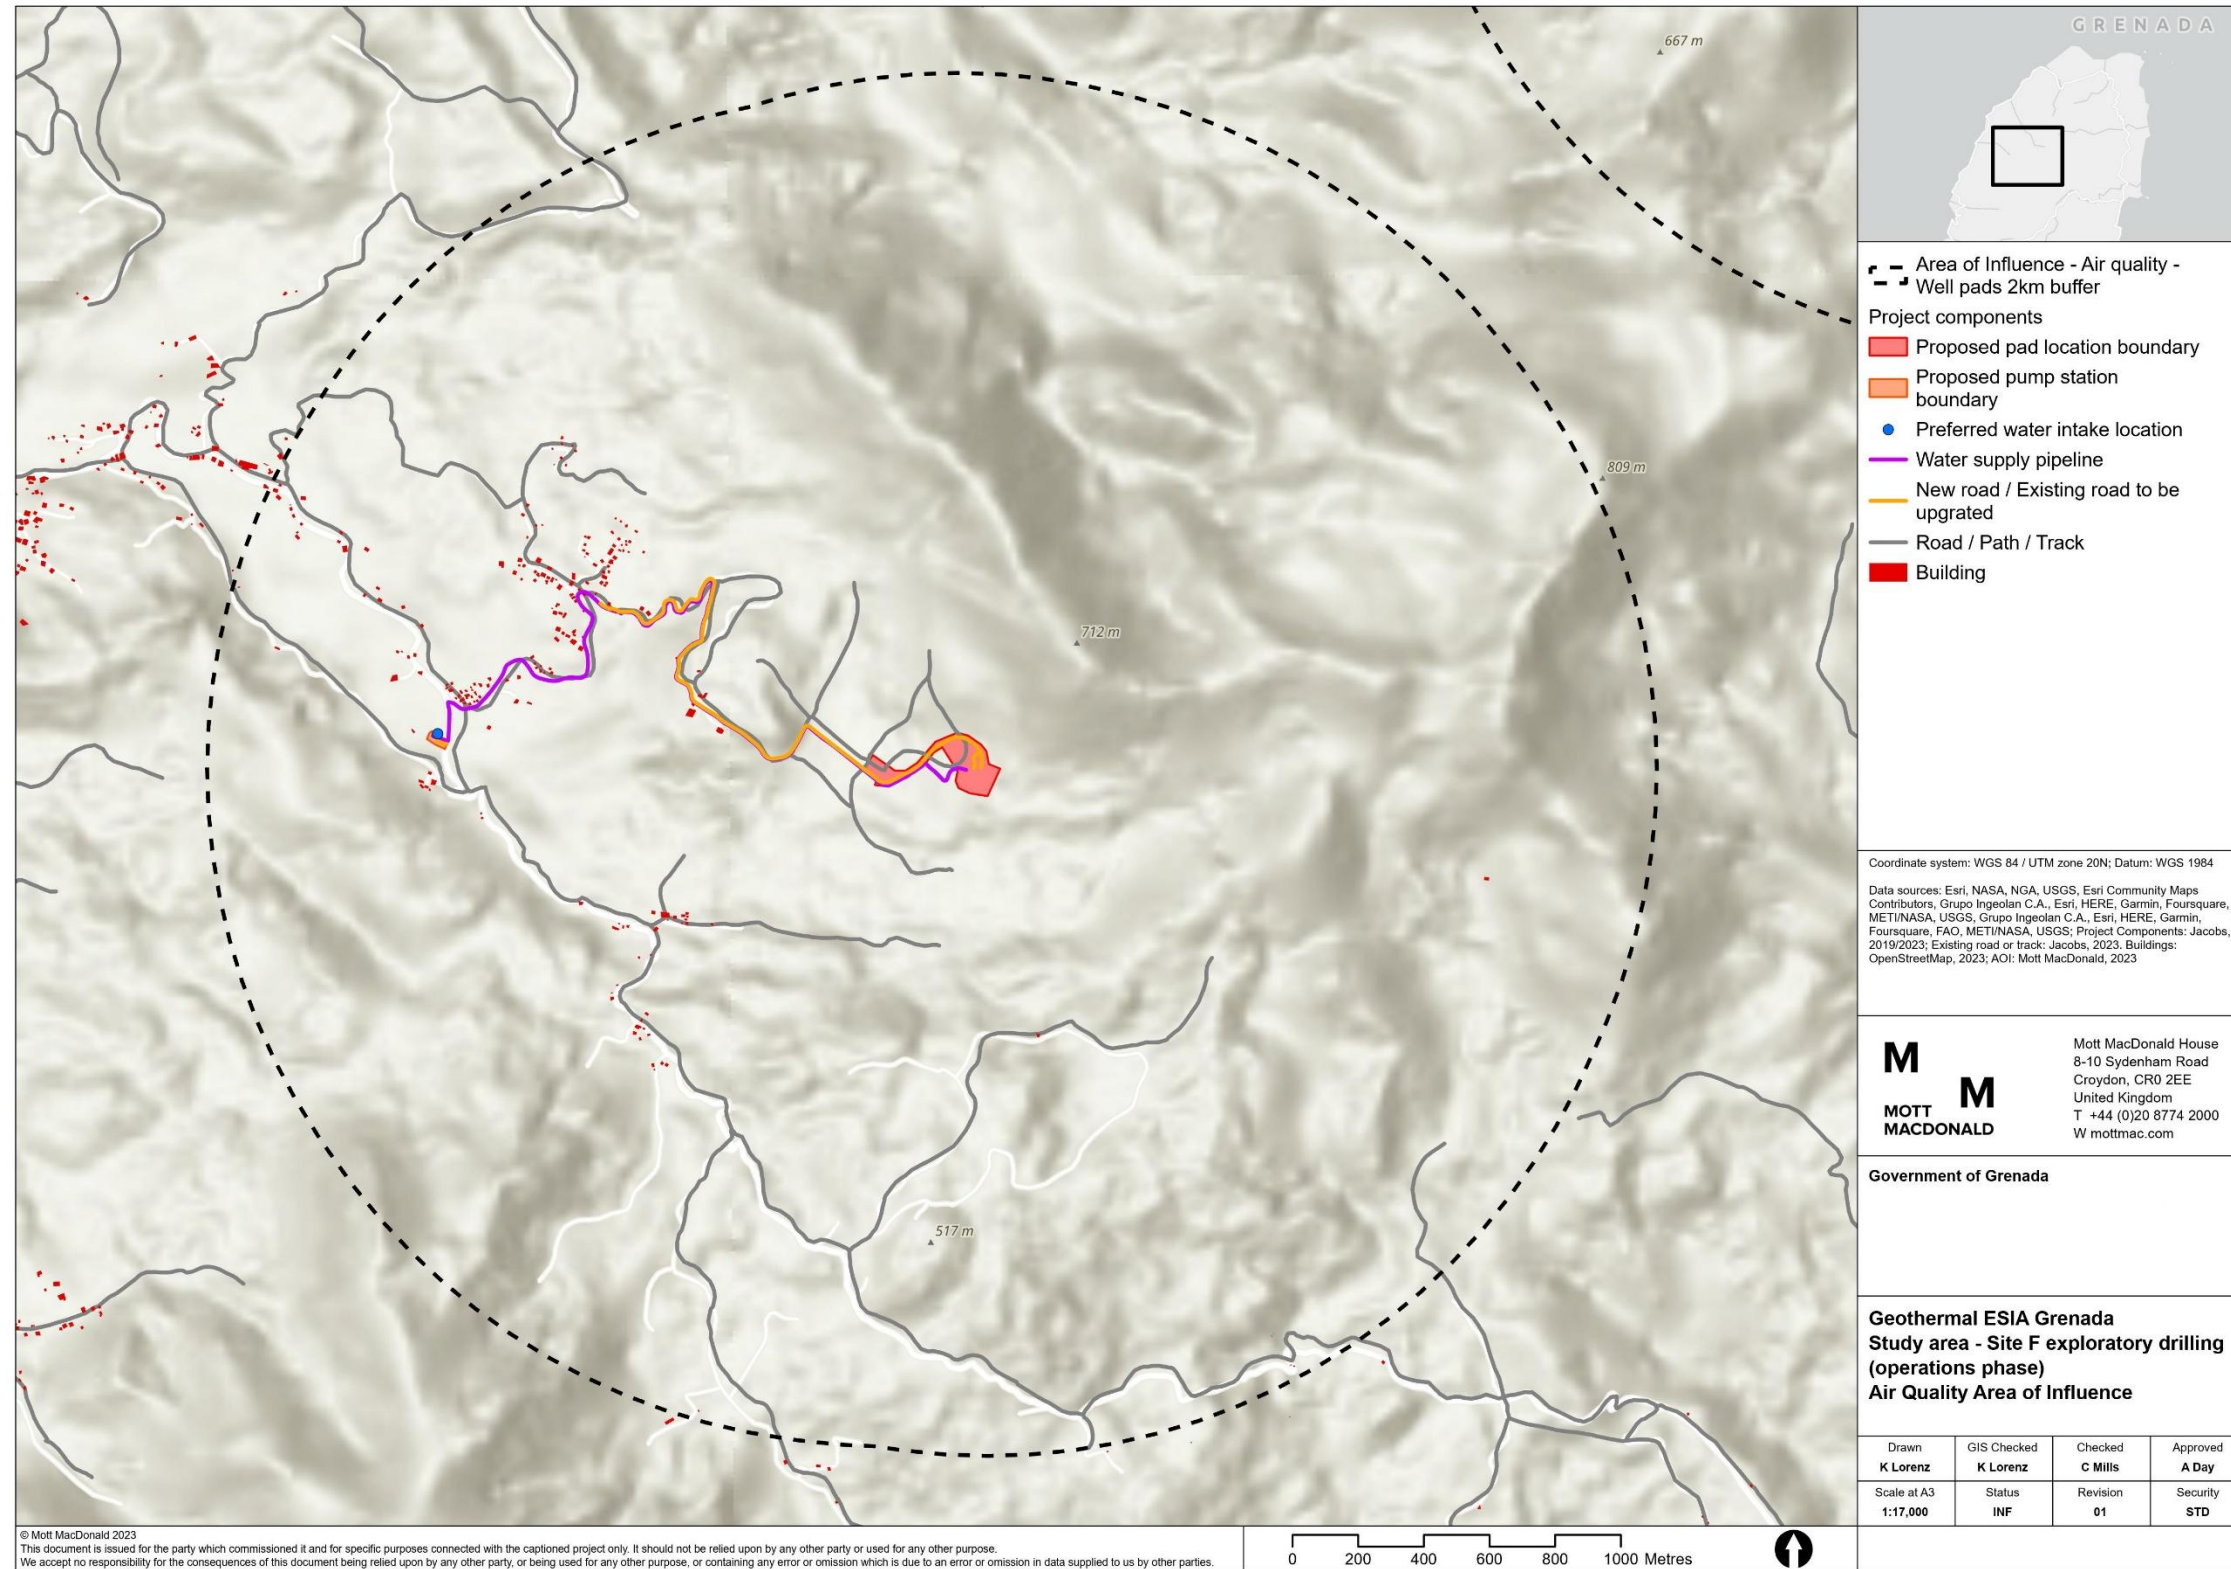 667 m
809 m
712 m
517 m
GRENADA
Area of Influence - Air quality -
Well pads 2km buffer
Project components
Proposed pad location boundary
Proposed pump station
boundary
Preferred water intake location
Water supply pipeline
New road / Existing road to be
upgrated
Road / Path / Track
Building
Coordinate system: WGS 84 / UTM zone 20N; Datum: WGS 1984
Data sources: Esri, NASA, NGA, USGS, Esri Community Maps
Contributors, Grupo Ingeolan C.A., Esri, HERE, Garmin, Foursquare,
METI/NASA, USGS, Grupo Ingeolan C.A., Esri, HERE, Garmin,
Foursquare, FAO, METI/NASA, USGS; Project Components: Jacobs,
2019/2023; Existing road or track: Jacobs, 2023. Buildings:
OpenStreetMap, 2023; AOI: Mott MacDonald, 2023
M
M
MOTT
MACDONALD
Mott MacDonald House
8-10 Sydenham Road
Croydon, CR0 2EE
United Kingdom
T +44 (0)20 8774 2000
W mottmac.com
Government of Grenada
Geothermal ESIA Grenada
Study area - Site F exploratory drilling
(operations phase)
Air Quality Area of Influence
Drawn GIS Checked Checked Approved
K Lorenz K Lorenz C Mills A Day
Scale at A3 Status Revision Security
1:17,000 INF 01 STD
© Mott MacDonald 2023
This document is issued for the party which commissioned it and for specific purposes connected with the captioned project only. It should not be relied upon by any other party or used for any other purpose.
We accept no responsibility for the consequences of this document being relied upon by any other party, or being used for any other purpose, or containing any error or omission which is due to an error or omission in data supplied to us by other parties.
0 200 400 600 800 1000 Metres